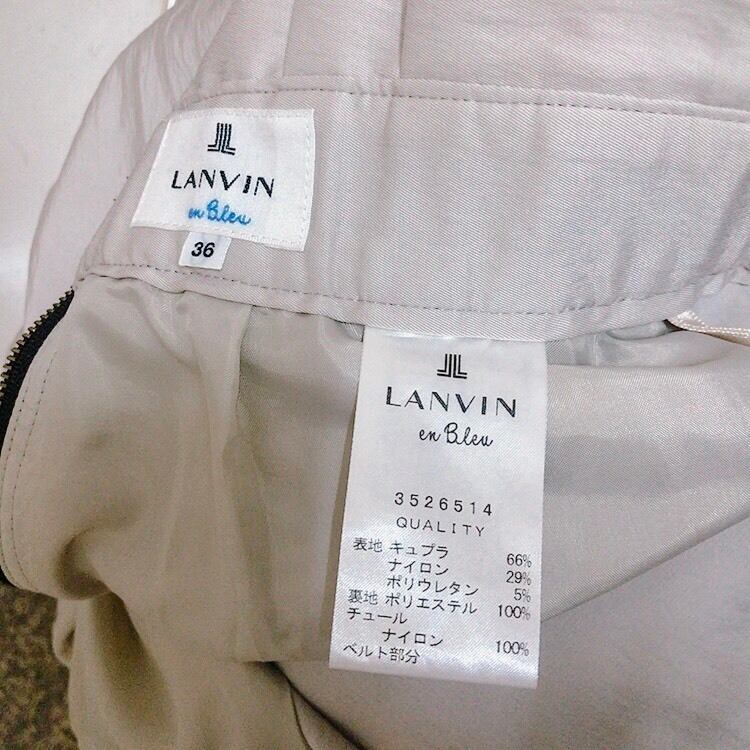 LANVIN
en Bleu
36
LANVIN
en Bleu
3526514
QUALITY
表地 キュプラ 66%
ナイロン 29%
ポリウレタン 5%
裏地 ポリエステル 100%
チュール
ナイロン 100%
ベルト部分